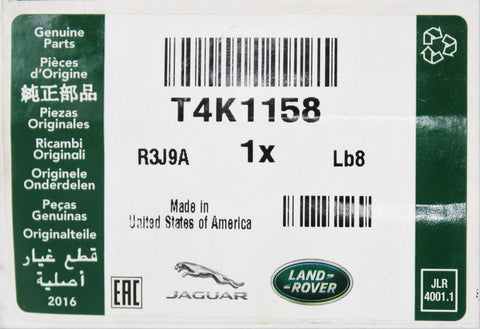 Genuine
Parts
Pièces
d'Origine
純正部品
Piezas
Originales
Ricambi
Originali
Originele
Onderdelen
Peças
Genuinas
Originalteile
قطع غيار
أصلية
2016
T4K1158
R3J9A
1x
Lb8
Made in
United States of America
EAC
JAGUAR
LAND-
ROVER
JLR
4001.1